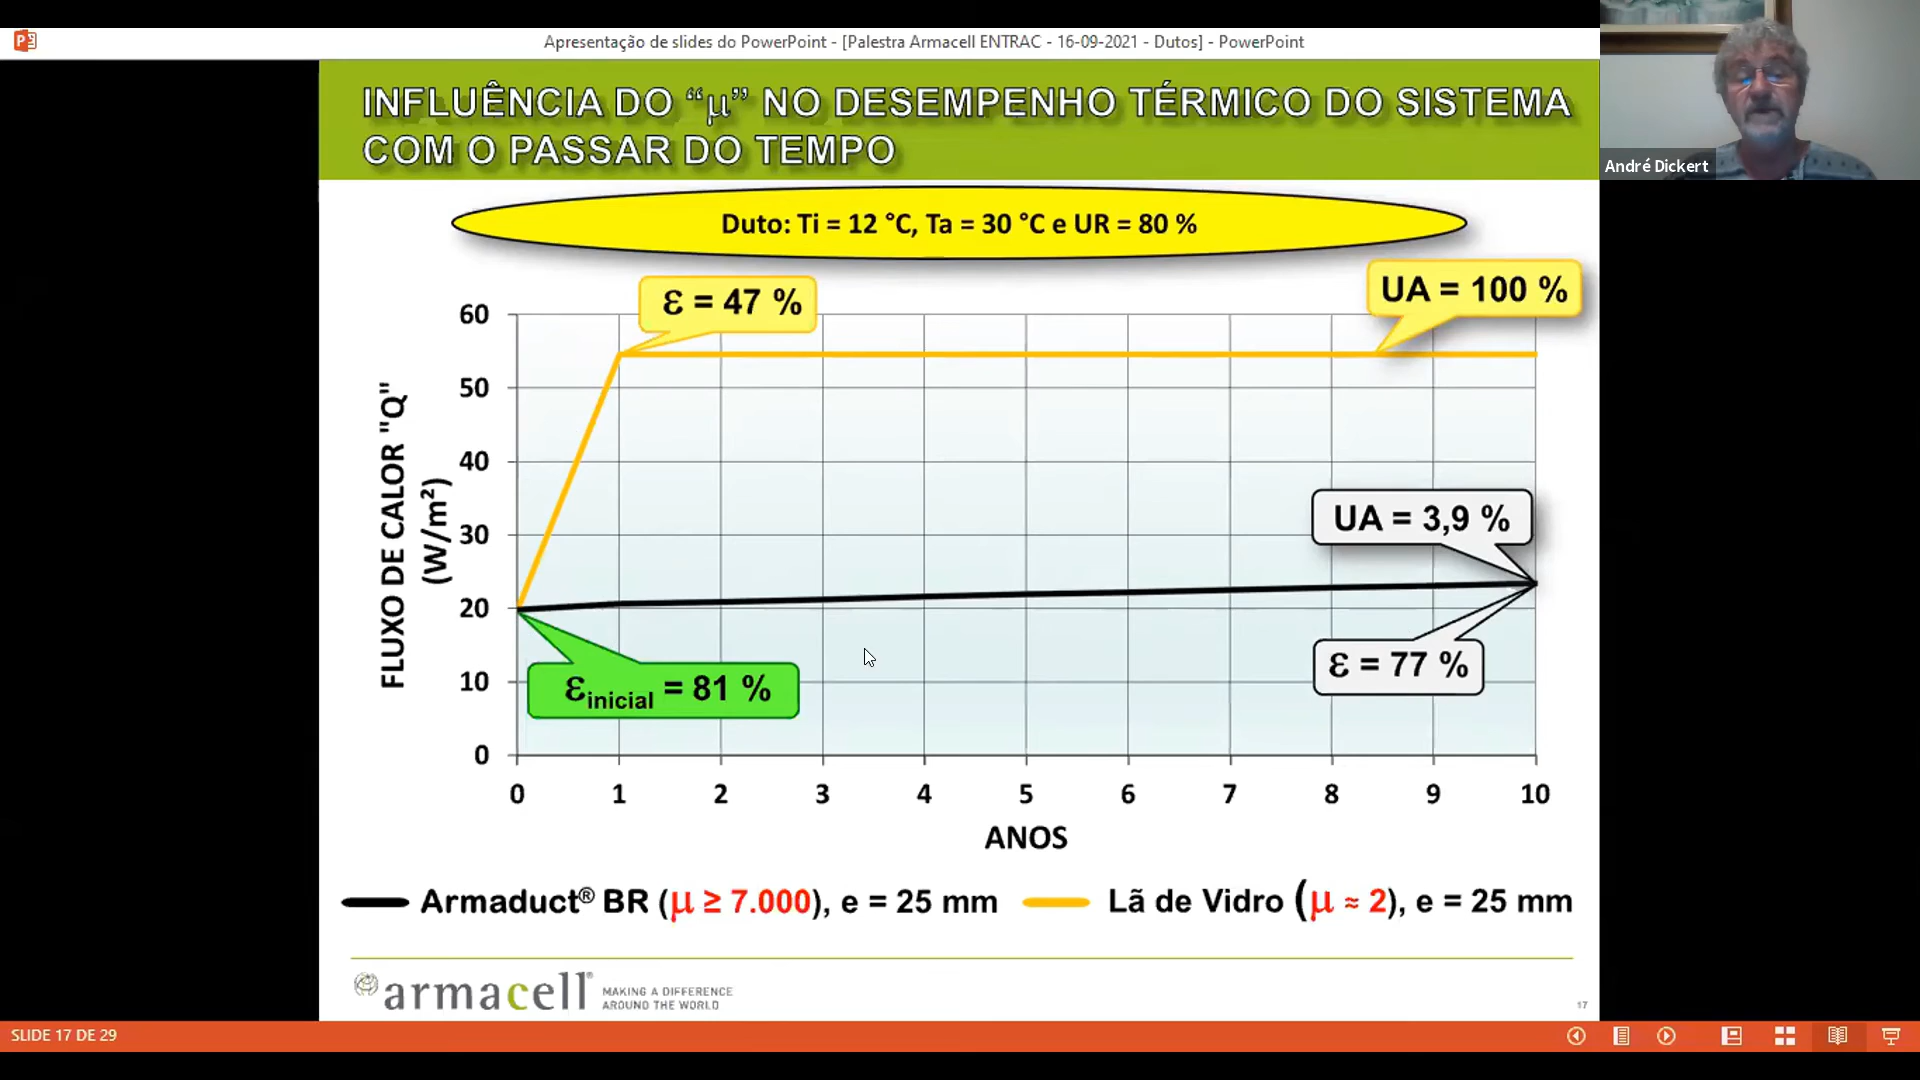 Apresentação de slides do PowerPoint - [Palestra Armacell ENTRAC - 16-09-2021 - Dutos] - PowerPoint
André Dickert
INFLUÊNCIA DO “μ” NO DESEMPENHO TÉRMICO DO SISTEMA
COM O PASSAR DO TEMPO
Duto: Ti = 12 °C, Ta = 30 °C e UR = 80 %
ε = 47 %
UA = 100 %
UA = 3,9 %
ε = 77 %
εinicial = 81 %
FLUXO DE CALOR "Q"
(W/m²)
60
50
40
30
20
10
0
0 1 2 3 4 5 6 7 8 9 10
ANOS
Armaduct® BR (μ ≥ 7.000), e = 25 mm
Lã de Vidro (μ ≈ 2), e = 25 mm
armacell®
MAKING A DIFFERENCE
AROUND THE WORLD
17
SLIDE 17 DE 29